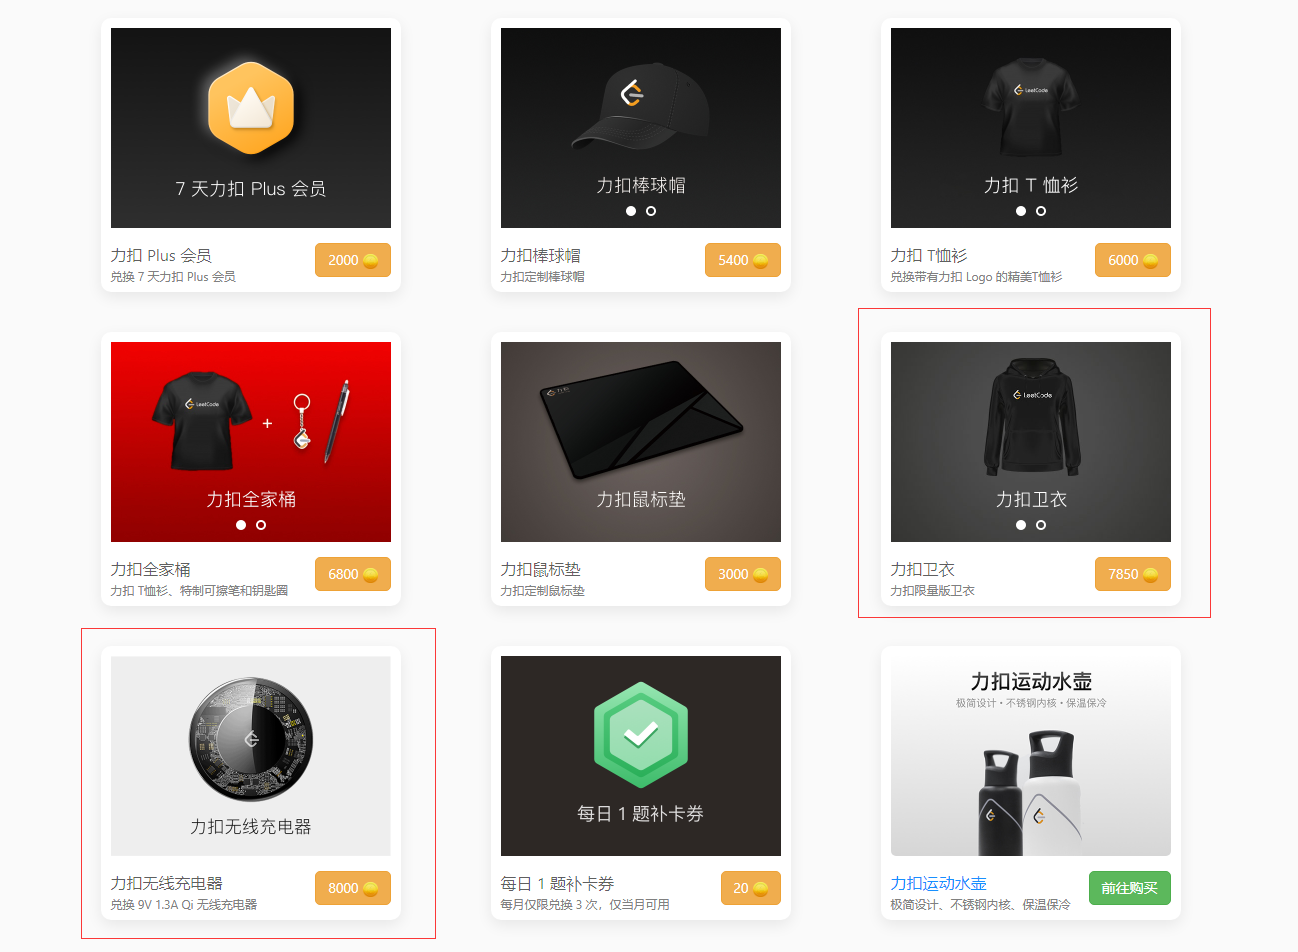 7 天力扣 Plus 会员
力扣 Plus 会员
兑换 7 天力扣 Plus 会员
2000
力扣棒球帽
力扣棒球帽
力扣定制棒球帽
5400
LeetCode
力扣 T 恤衫
力扣 T恤衫
兑换带有力扣 Logo 的精美T恤衫
6000
LeetCode
+
力扣全家桶
力扣全家桶
力扣 T恤衫、特制可擦笔和钥匙圈
6800
力扣
力扣鼠标垫
力扣鼠标垫
力扣定制鼠标垫
3000
LeetCode
力扣卫衣
力扣卫衣
力扣限量版卫衣
7850
力扣无线充电器
力扣无线充电器
兑换 9V 1.3A Qi 无线充电器
8000
每日 1 题补卡券
每日 1 题补卡券
每月仅限兑换 3 次，仅当月可用
20
力扣运动水壶
极简设计·不锈钢内核·保温保冷
力扣运动水壶
极简设计、不锈钢内核、保温保冷
前往购买